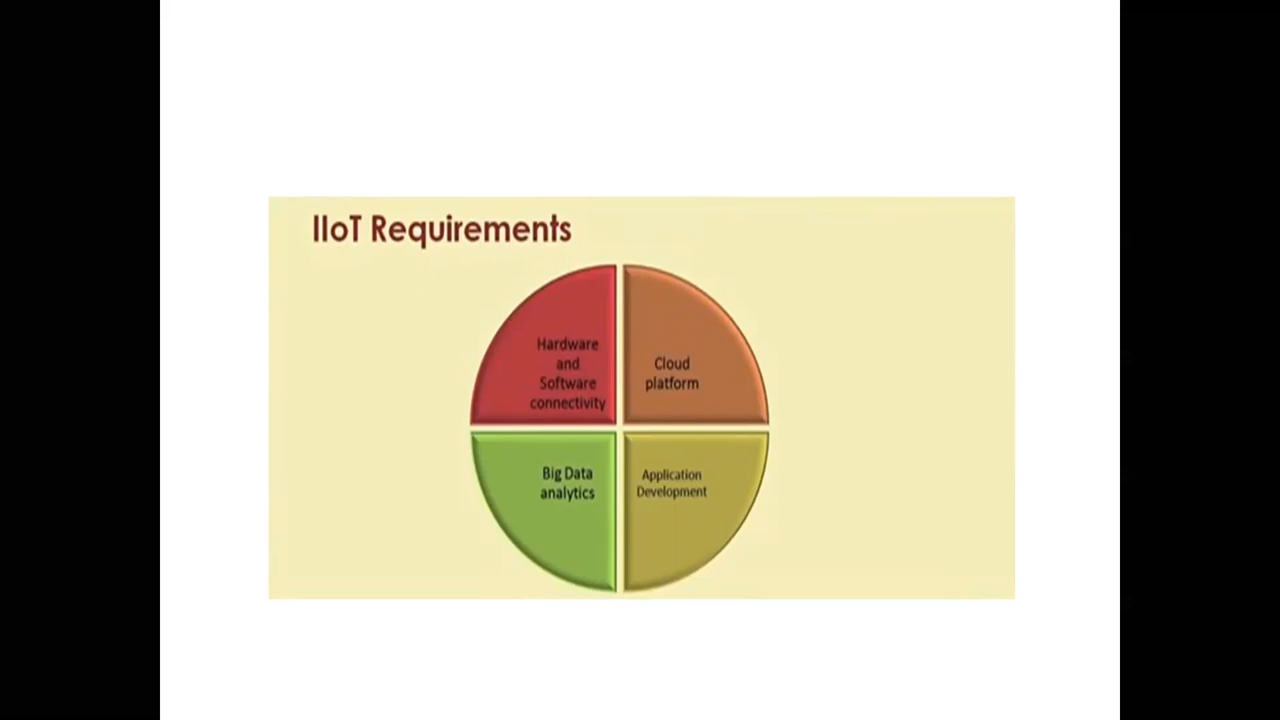 IIoT Requirements
Hardware
and
Software
connectivity
Cloud
platform
Big Data
analytics
Application
Development